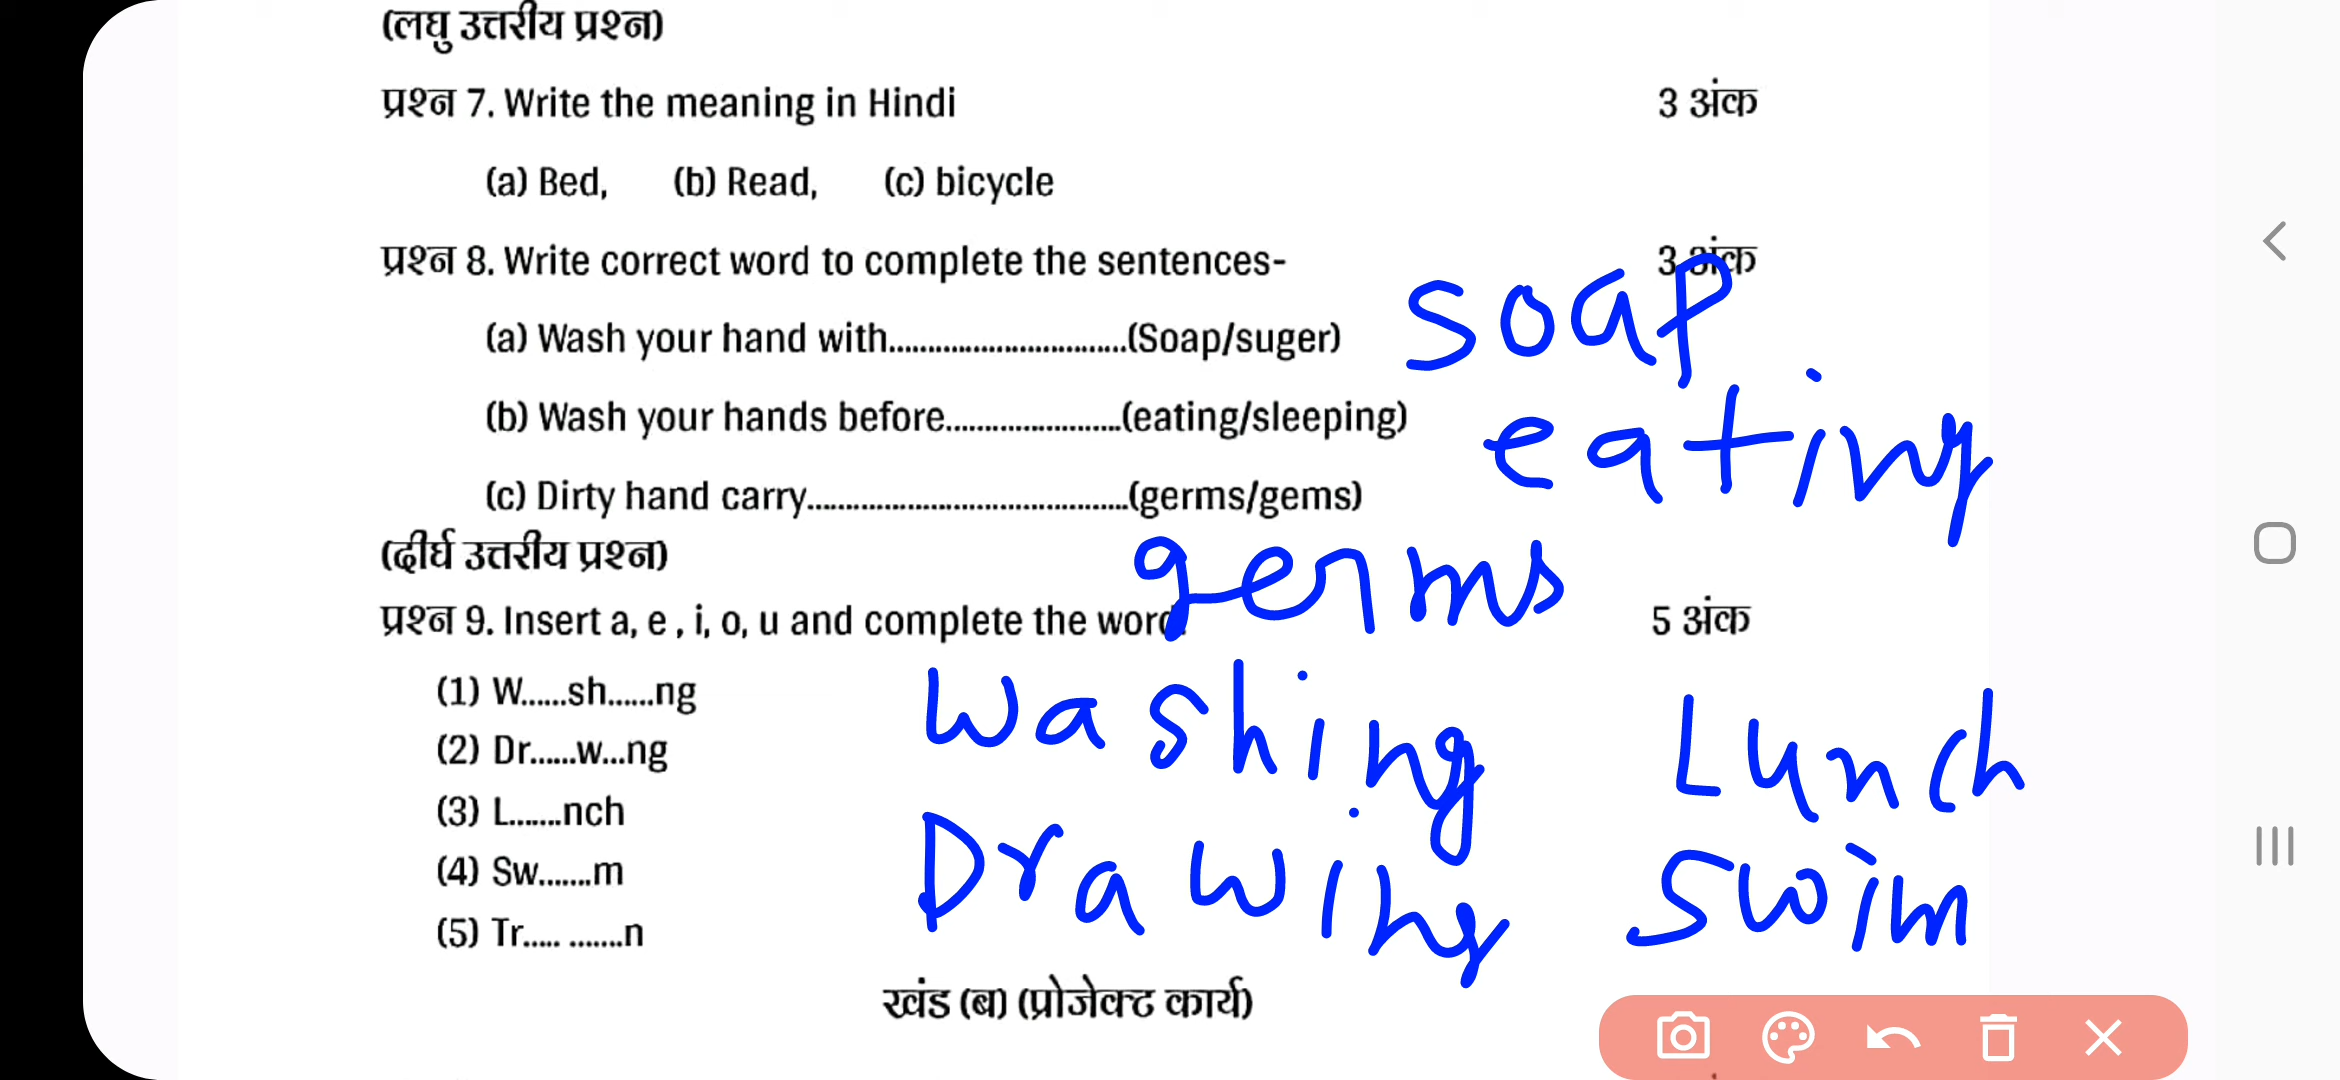 (लघु उत्तरीय प्रश्न)
प्रश्न 7. Write the meaning in Hindi 3 अंक
(a) Bed, (b) Read, (c) bicycle
प्रश्न 8. Write correct word to complete the sentences- 3 अंक
(a) Wash your hand with...............................(Soap/suger) soap
(b) Wash your hands before.......................(eating/sleeping) eating
(c) Dirty hand carry..........................................(germs/gems)
(दीर्घ उत्तरीय प्रश्न) germs
प्रश्न 9. Insert a, e , i, o, u and complete the word. 5 अंक
(1) W......sh......ng washing Lunch
(2) Dr......w...ng
(3) L.......nch
(4) Sw.......m Drawing swim
(5) Tr..... .......n
खंड (ब) (प्रोजेक्ट कार्य)